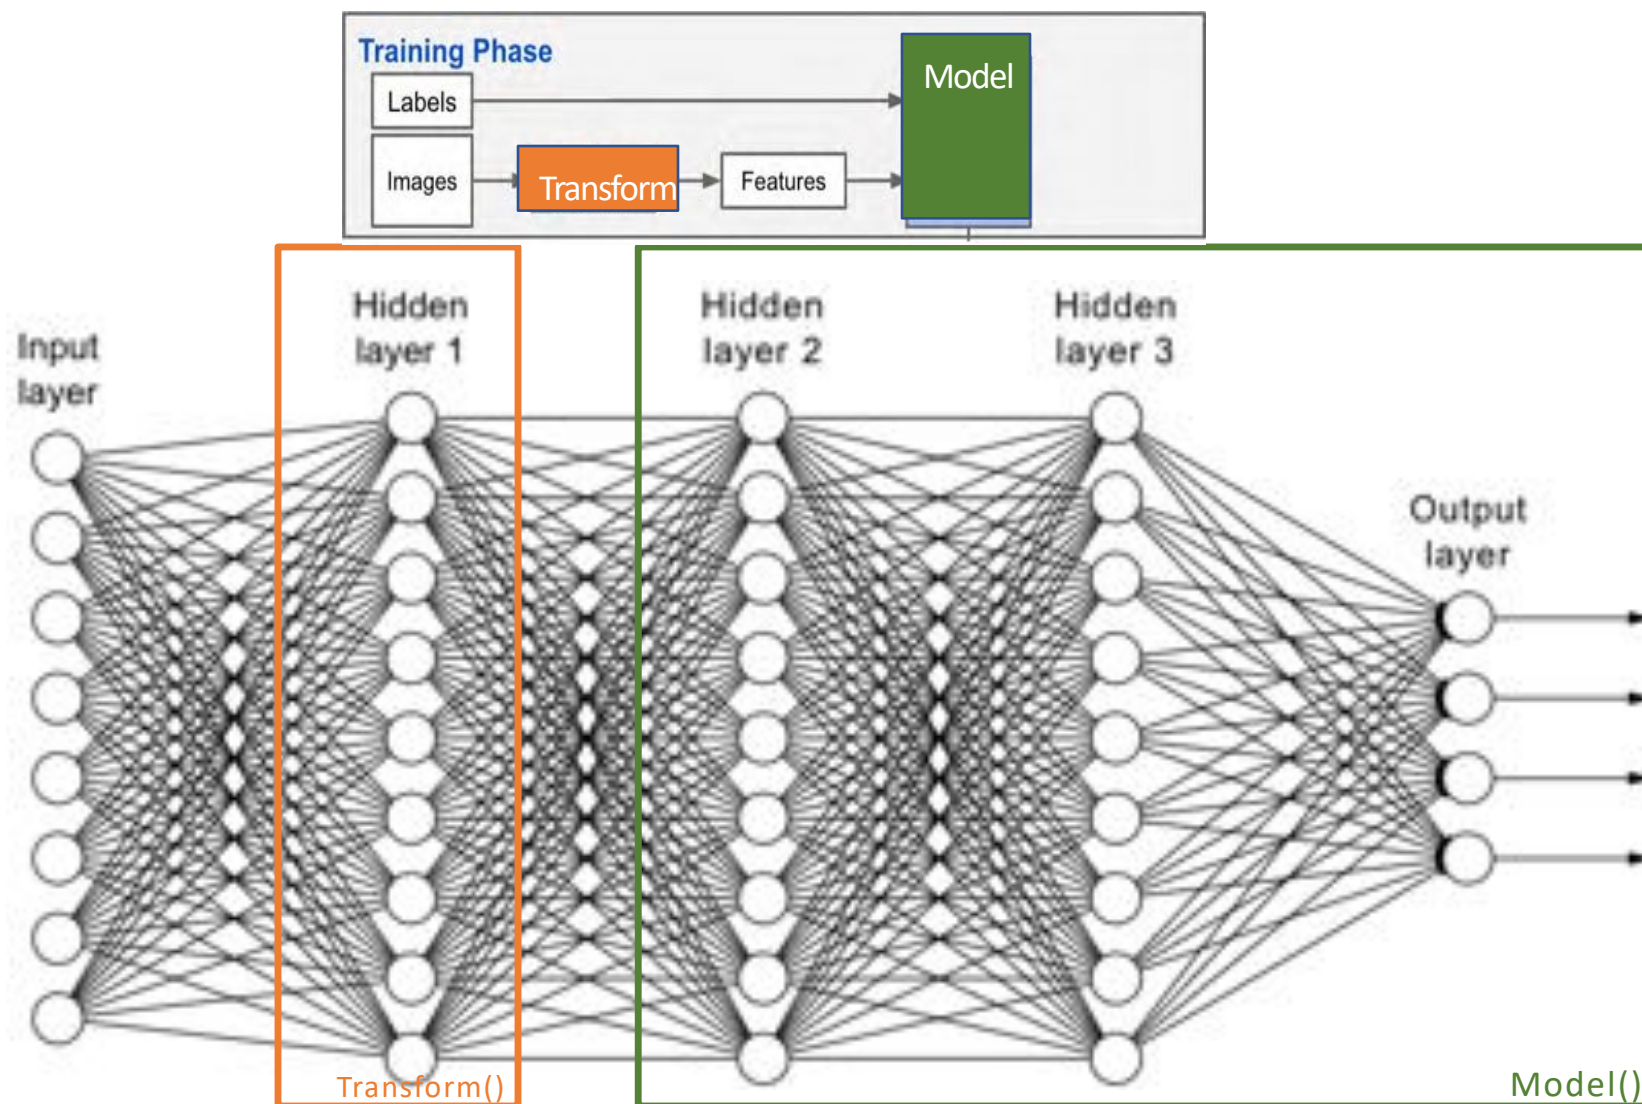 Training Phase
Labels
Model
Images
Transform
Features
Hidden
layer 1
Hidden
layer 2
Hidden
layer 3
Input
layer
Output
layer
Transform()
Model()